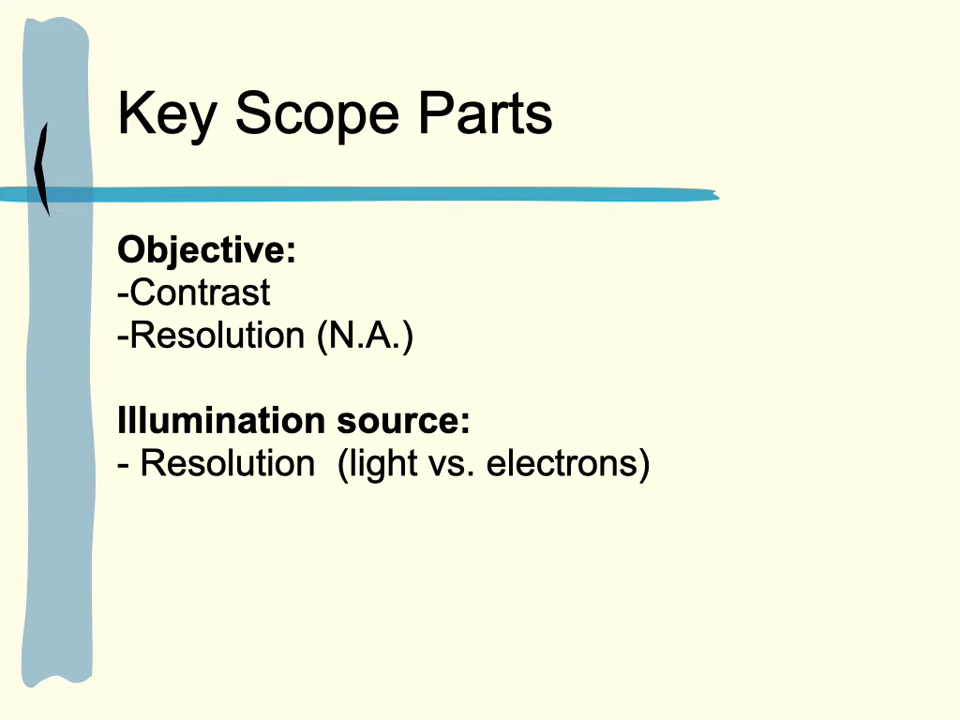 Key Scope Parts
Objective:
-Contrast
-Resolution (N.A.)
Illumination source:
- Resolution  (light vs. electrons)